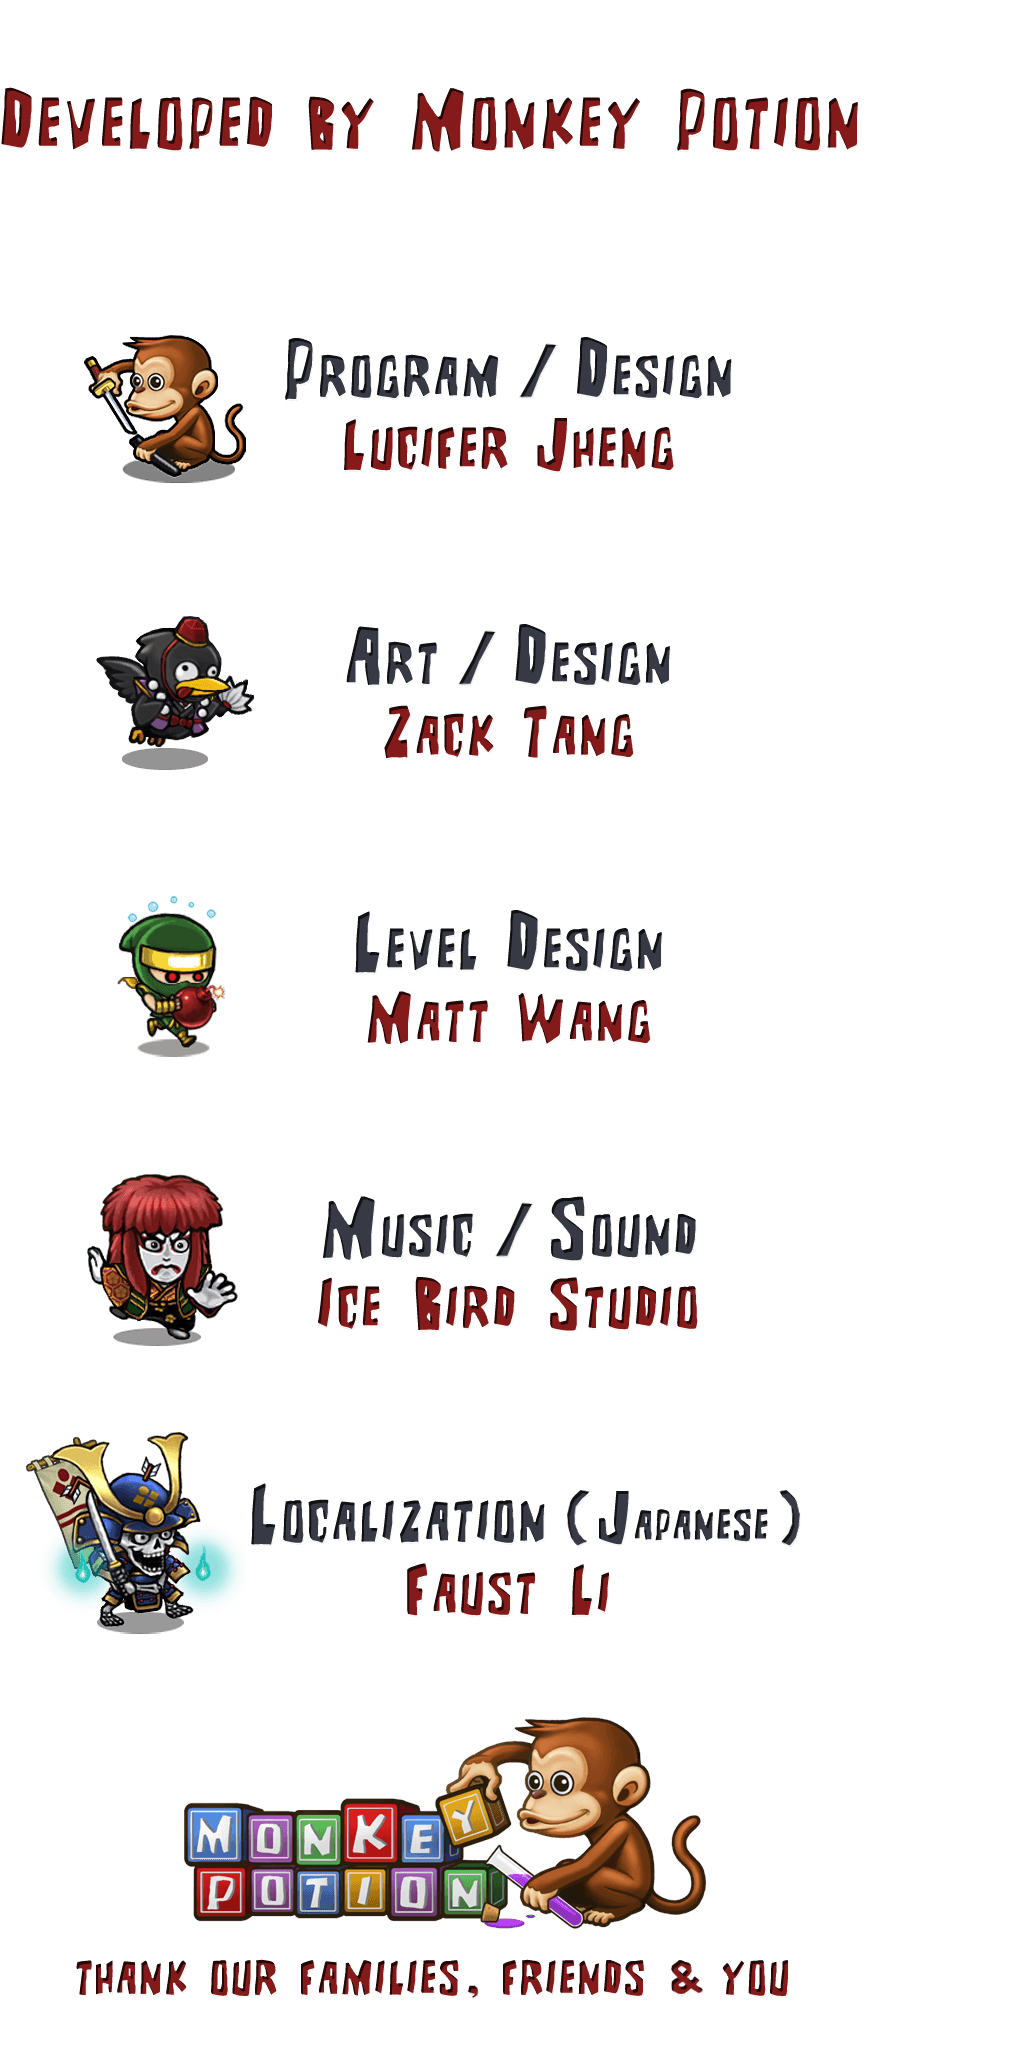 Developed by Monkey Potion
Program / Design
Lucifer Jheng
Art / Design
Zack Tang
Level Design
Matt Wang
Music / Sound
Ice Bird Studio
Localization (Japanese)
Faust Li
MONKEY
POTION
THANK OUR FAMILIES, FRIENDS & YOU